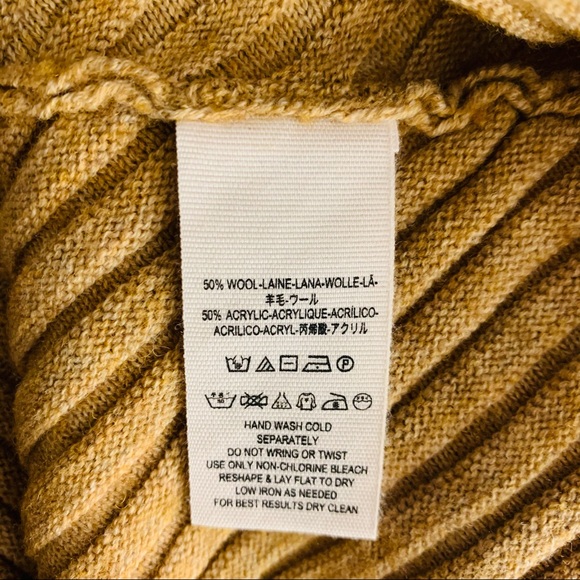 50% WOOL-LAINE-LANA-WOLLE-LÃ-
羊毛-ウール
50% ACRYLIC-ACRYLIQUE-ACRÍLICO-
ACRILICO-ACRYL-丙烯酸-アクリル
HAND WASH COLD
SEPARATELY
DO NOT WRING OR TWIST
USE ONLY NON-CHLORINE BLEACH
RESHAPE & LAY FLAT TO DRY
LOW IRON AS NEEDED
FOR BEST RESULTS DRY CLEAN